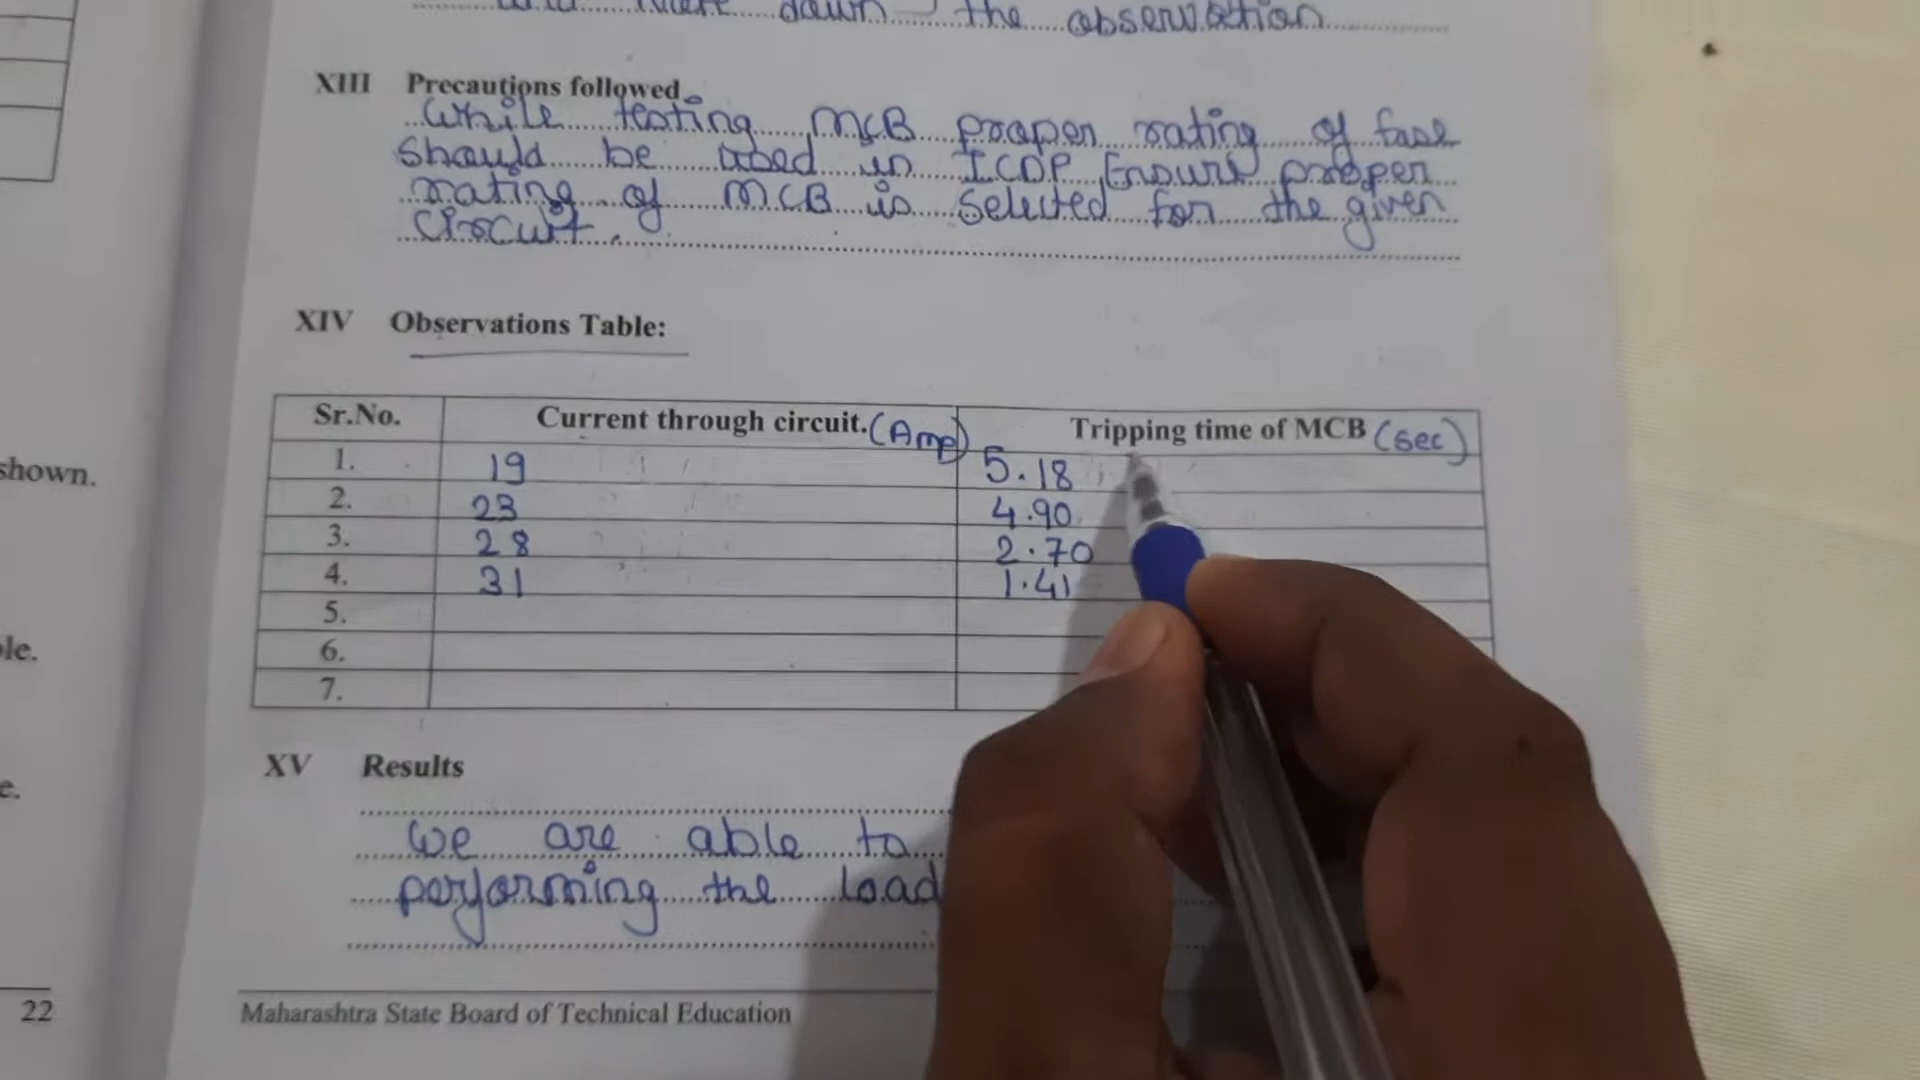 down the observation
XIII Precautions followed
While testing MCB proper rating of fuse
should be used in ICDP Ensure proper
rating of MCB is selected for the given
circuit.
XIV Observations Table:
Sr.No. Current through circuit. (Amp) Tripping time of MCB (sec)
1. 19 5.18
2. 23 4.90
3. 28 2.70
4. 31 1.41
5.
6.
7.
shown.
le.
e.
XV Results
we are able to
performing the load
22
Maharashtra State Board of Technical Education